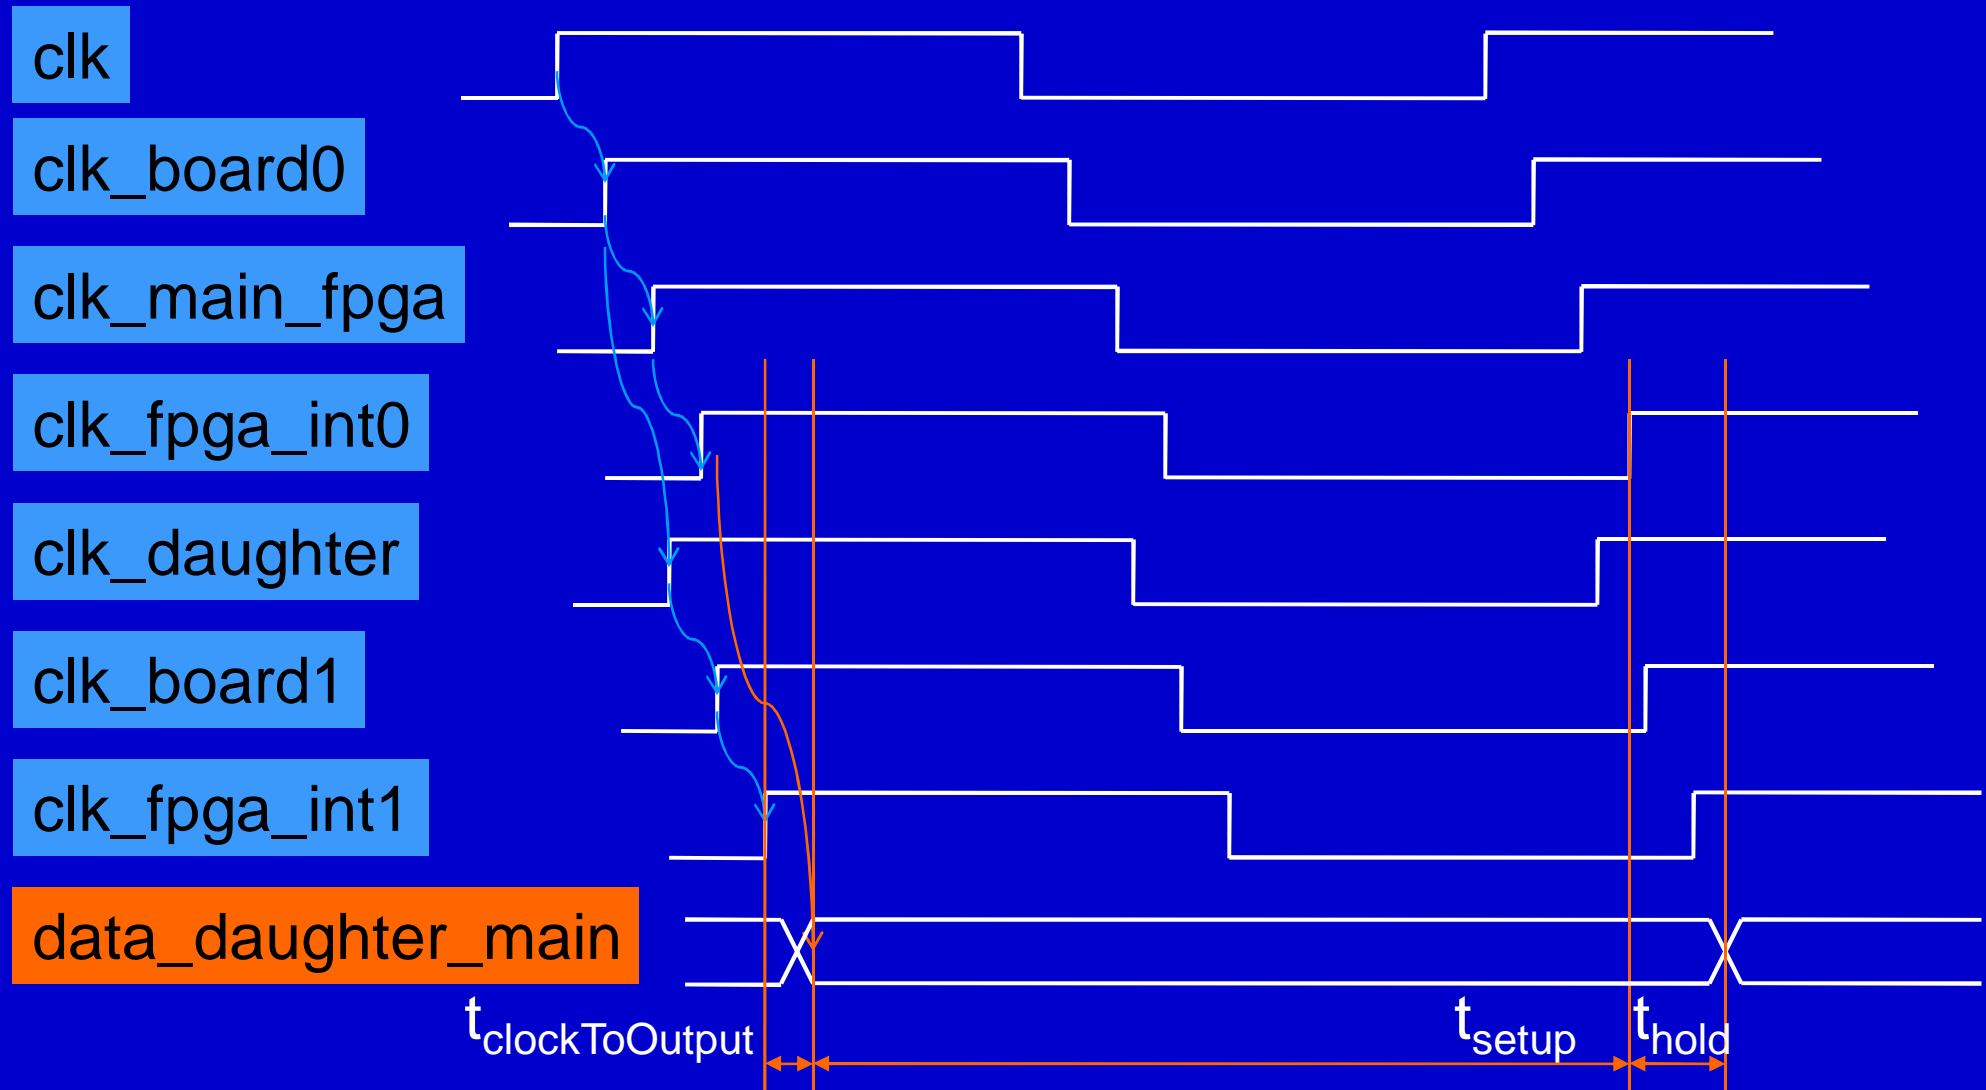 clk
clk_board0
clk_main_fpga
clk_fpga_int0
clk_daughter
clk_board1
clk_fpga_int1
data_daughter_main
tclockToOutput tsetup thold